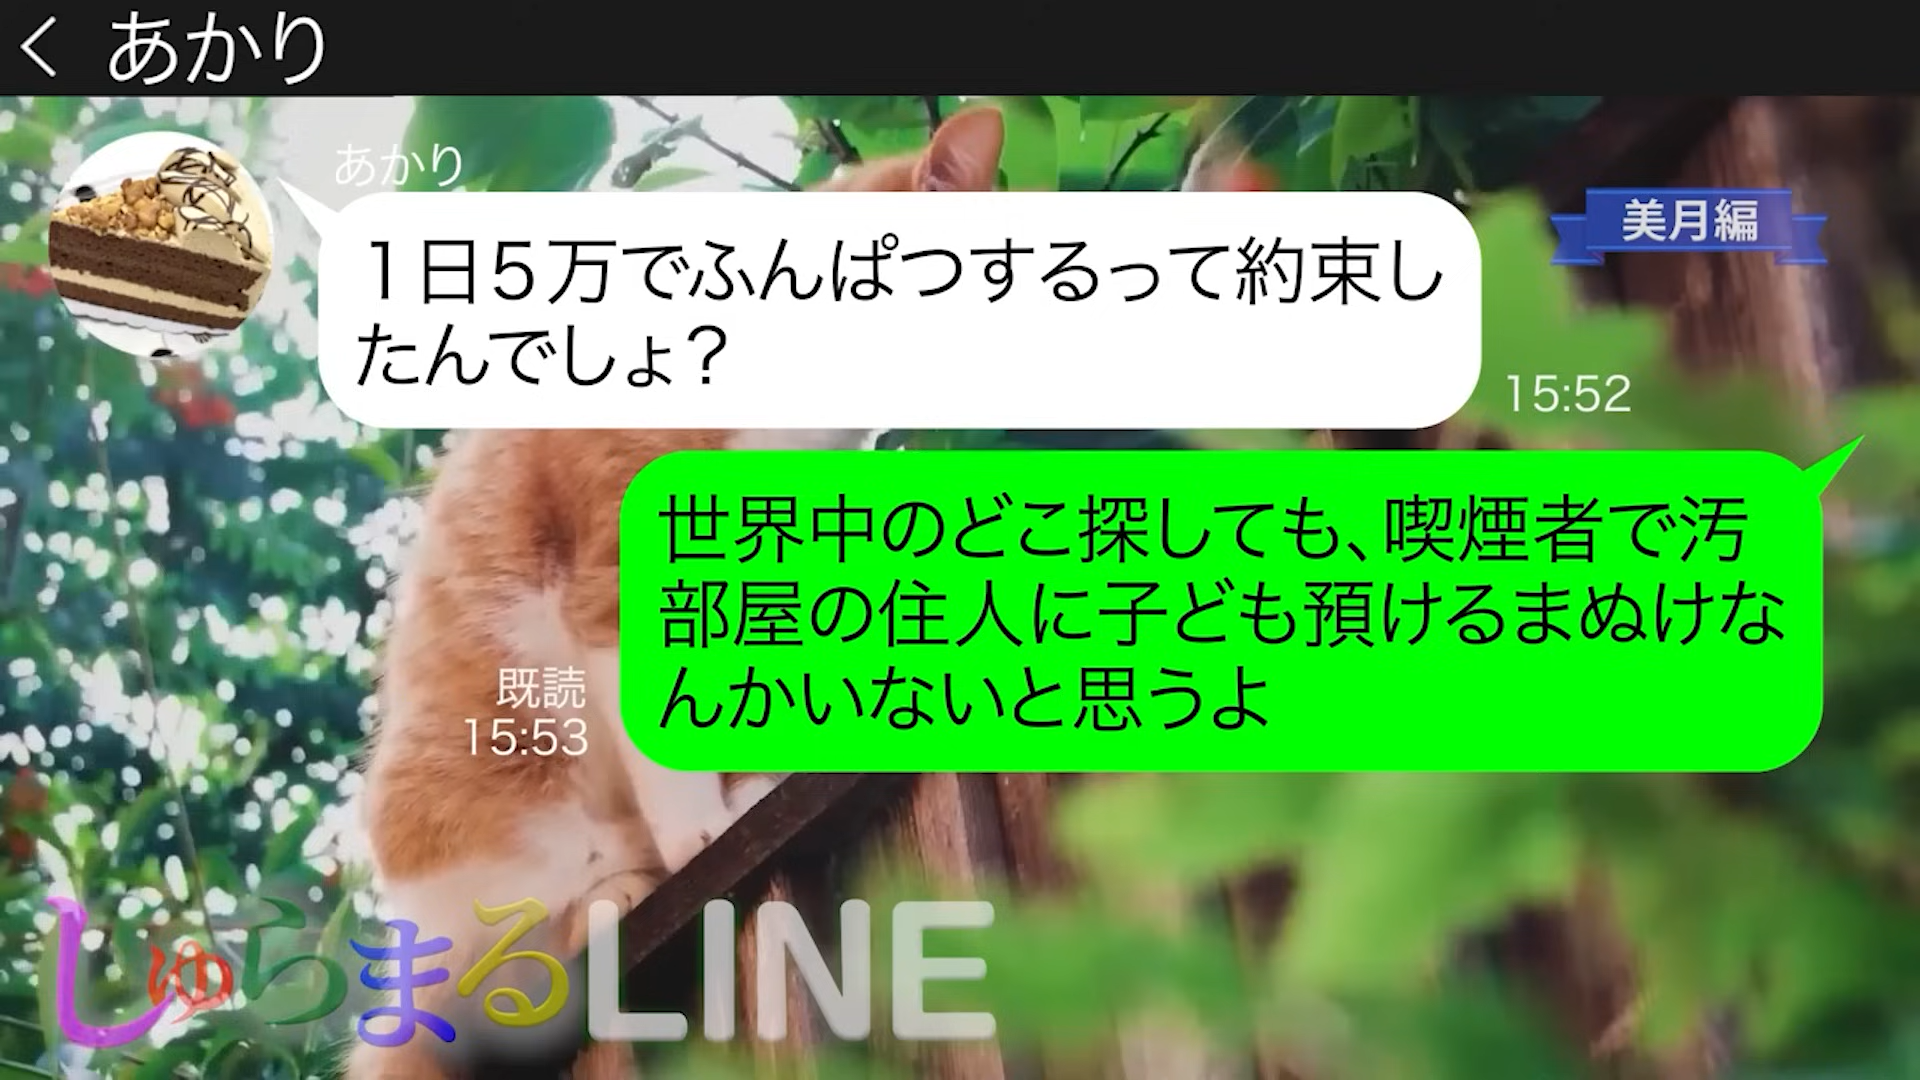 あかり
あかり
美月編
１日５万でふんぱつするって約束し
たんでしょ？
15:52
世界中のどこ探しても、喫煙者で汚
部屋の住人に子ども預けるまぬけな
んかいないと思うよ
既読
15:53
しゅらまるLINE